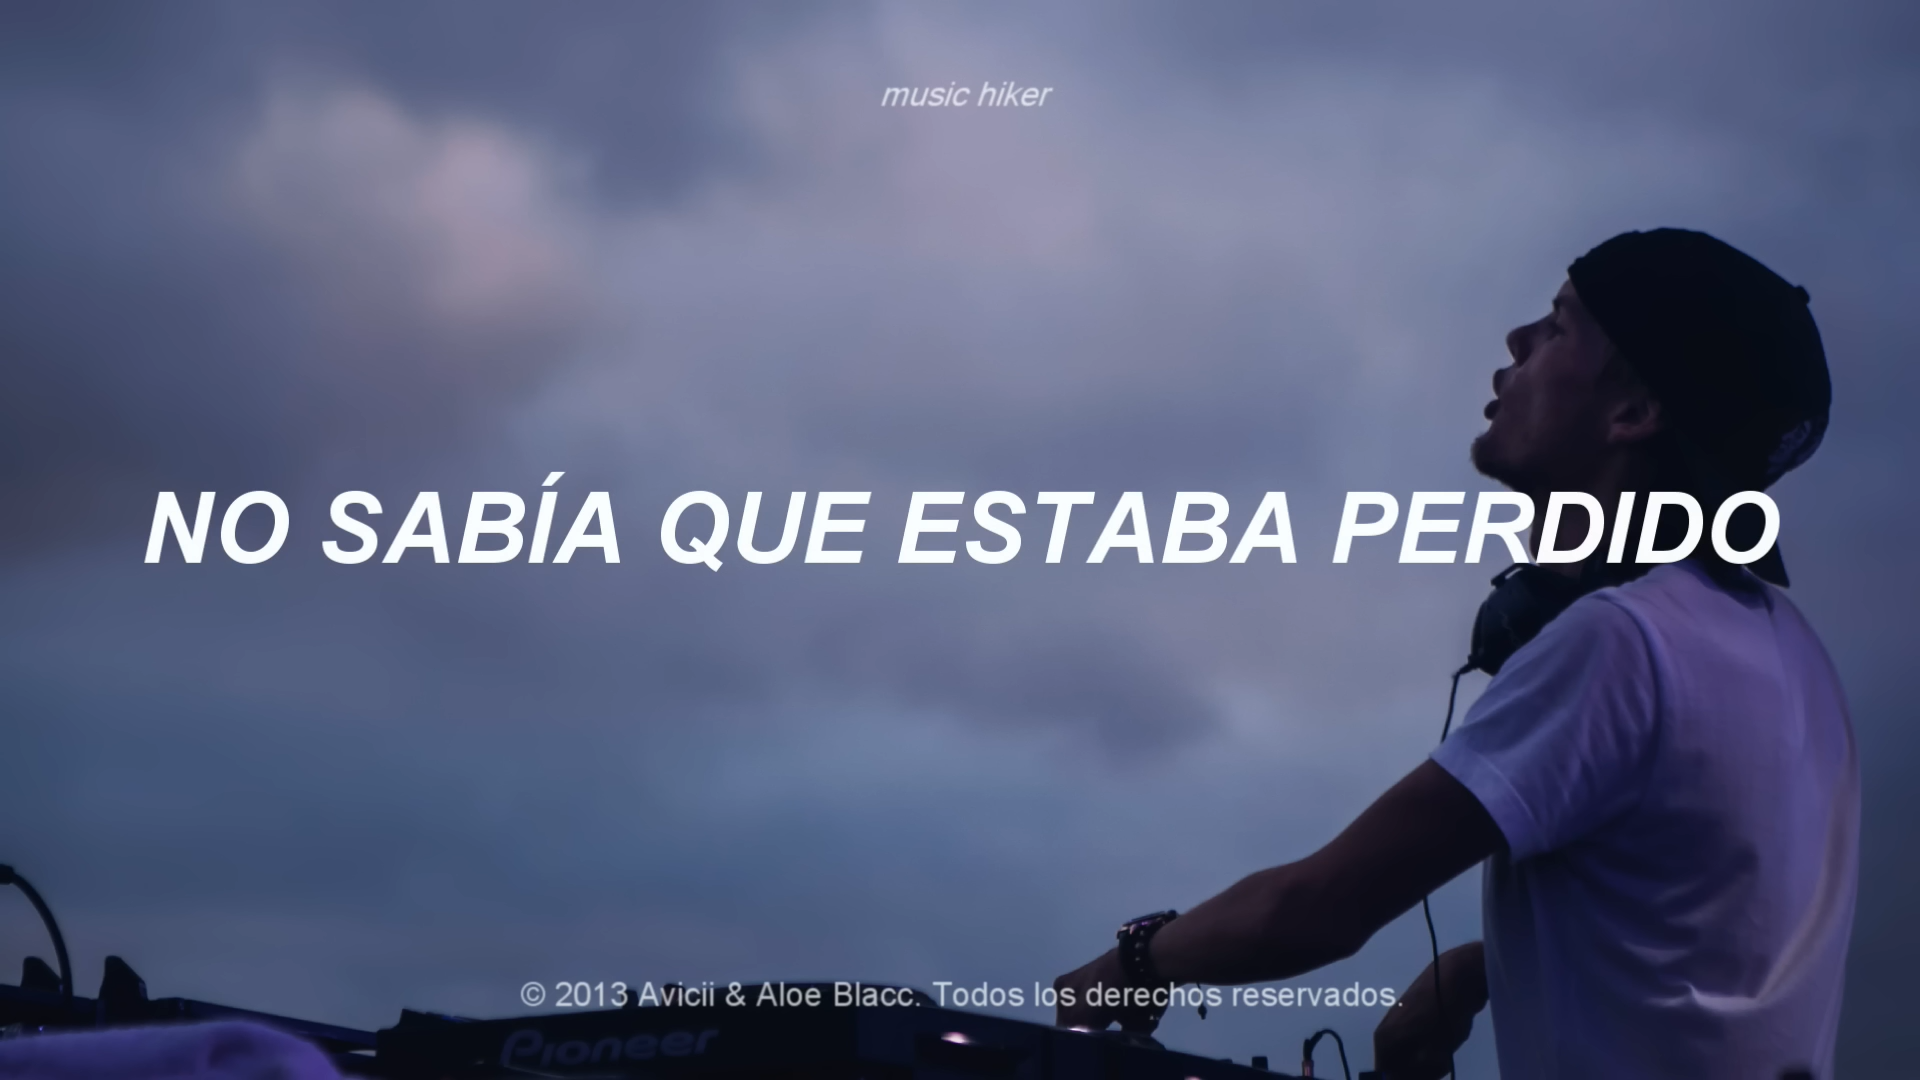 music hiker
NO SABÍA QUE ESTABA PERDIDO
© 2013 Avicii & Aloe Blacc. Todos los derechos reservados.
Pioneer